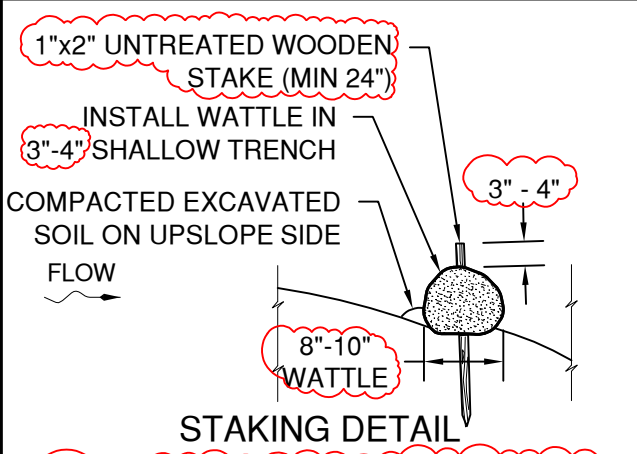 1"x2" UNTREATED WOODEN
STAKE (MIN 24")
INSTALL WATTLE IN
3"-4" SHALLOW TRENCH
3" - 4"
COMPACTED EXCAVATED
SOIL ON UPSLOPE SIDE
FLOW
8"-10"
WATTLE
STAKING DETAIL